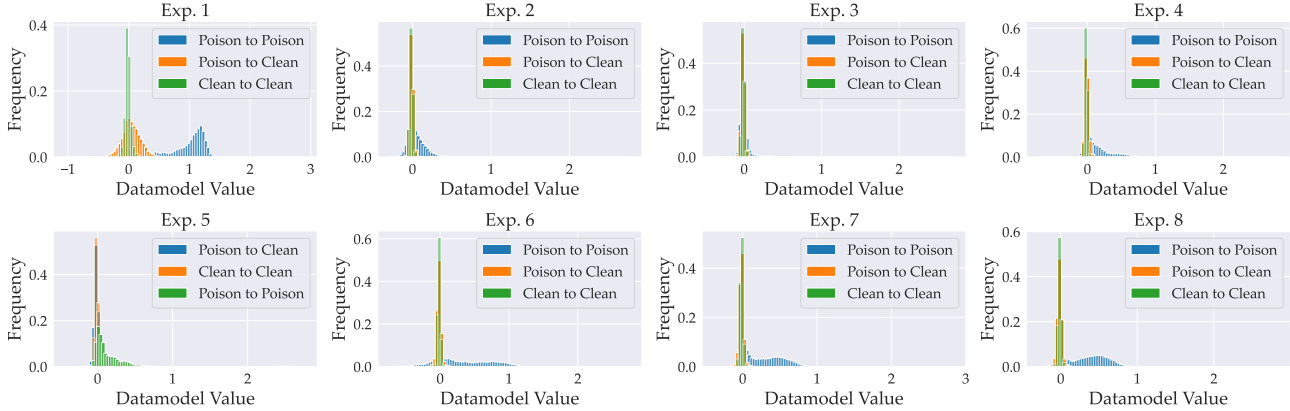 Exp. 1
Frequency
0.4
0.2
0.0
Poison to Poison
Poison to Clean
Clean to Clean
−1 0 1 2 3
Datamodel Value
Exp. 2
Frequency
0.4
0.2
0.0
Poison to Poison
Poison to Clean
Clean to Clean
0 1 2
Datamodel Value
Exp. 3
Frequency
0.4
0.2
0.0
Poison to Poison
Poison to Clean
Clean to Clean
0 1 2
Datamodel Value
Exp. 4
Frequency
0.6
0.4
0.2
0.0
Poison to Poison
Poison to Clean
Clean to Clean
0 1 2
Datamodel Value
Exp. 5
Frequency
0.4
0.2
0.0
Poison to Clean
Clean to Clean
Poison to Poison
0 1 2
Datamodel Value
Exp. 6
Frequency
0.6
0.4
0.2
0.0
Poison to Poison
Poison to Clean
Clean to Clean
0 1 2
Datamodel Value
Exp. 7
Frequency
0.4
0.2
0.0
Poison to Poison
Poison to Clean
Clean to Clean
0 1 2 3
Datamodel Value
Exp. 8
Frequency
0.6
0.4
0.2
0.0
Poison to Poison
Poison to Clean
Clean to Clean
0 1 2
Datamodel Value